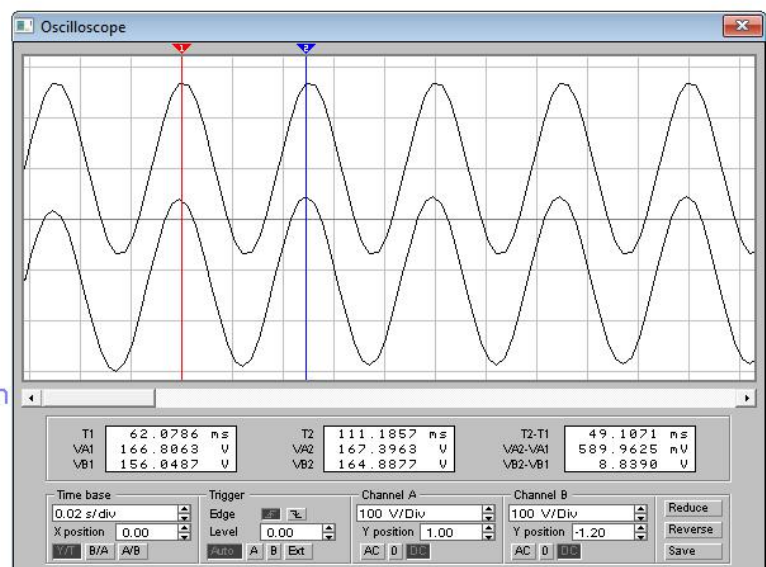 Oscilloscope
1 2
T1 62.0786 ms T2 111.1857 ms T2-T1 49.1071 ms
VA1 166.8063 V VA2 167.3963 V VA2-VA1 589.9625 mV
VB1 156.0487 V VB2 164.8877 V VB2-VB1 8.8390 V
Time base Trigger Channel A Channel B
0.02 s/div Edge 100 V/Div 100 V/Div Reduce
X position 0.00 Level 0.00 Y position 1.00 Y position -1.20 Reverse
Y/T B/A A/B Auto A B Ext AC 0 DC AC 0 DC Save